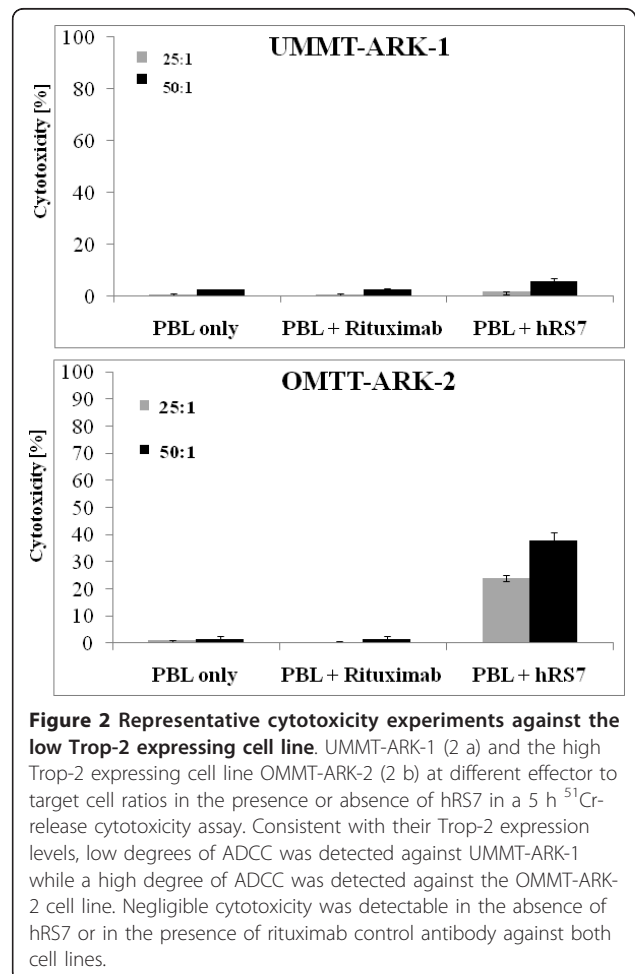 UMMT-ARK-1
Cytotoxicity [%]
100
80
60
40
20
0
25:1
50:1
PBL only
PBL + Rituximab
PBL + hRS7
OMTT-ARK-2
Cytotoxicity [%]
100
90
80
70
60
50
40
30
20
10
0
25:1
50:1
PBL only
PBL + Rituximab
PBL + hRS7
Figure 2 Representative cytotoxicity experiments against the
low Trop-2 expressing cell line. UMMT-ARK-1 (2 a) and the high
Trop-2 expressing cell line OMMT-ARK-2 (2 b) at different effector to
target cell ratios in the presence or absence of hRS7 in a 5 h ⁵¹Cr-
release cytotoxicity assay. Consistent with their Trop-2 expression
levels, low degrees of ADCC was detected against UMMT-ARK-1
while a high degree of ADCC was detected against the OMMT-ARK-
2 cell line. Negligible cytotoxicity was detectable in the absence of
hRS7 or in the presence of rituximab control antibody against both
cell lines.